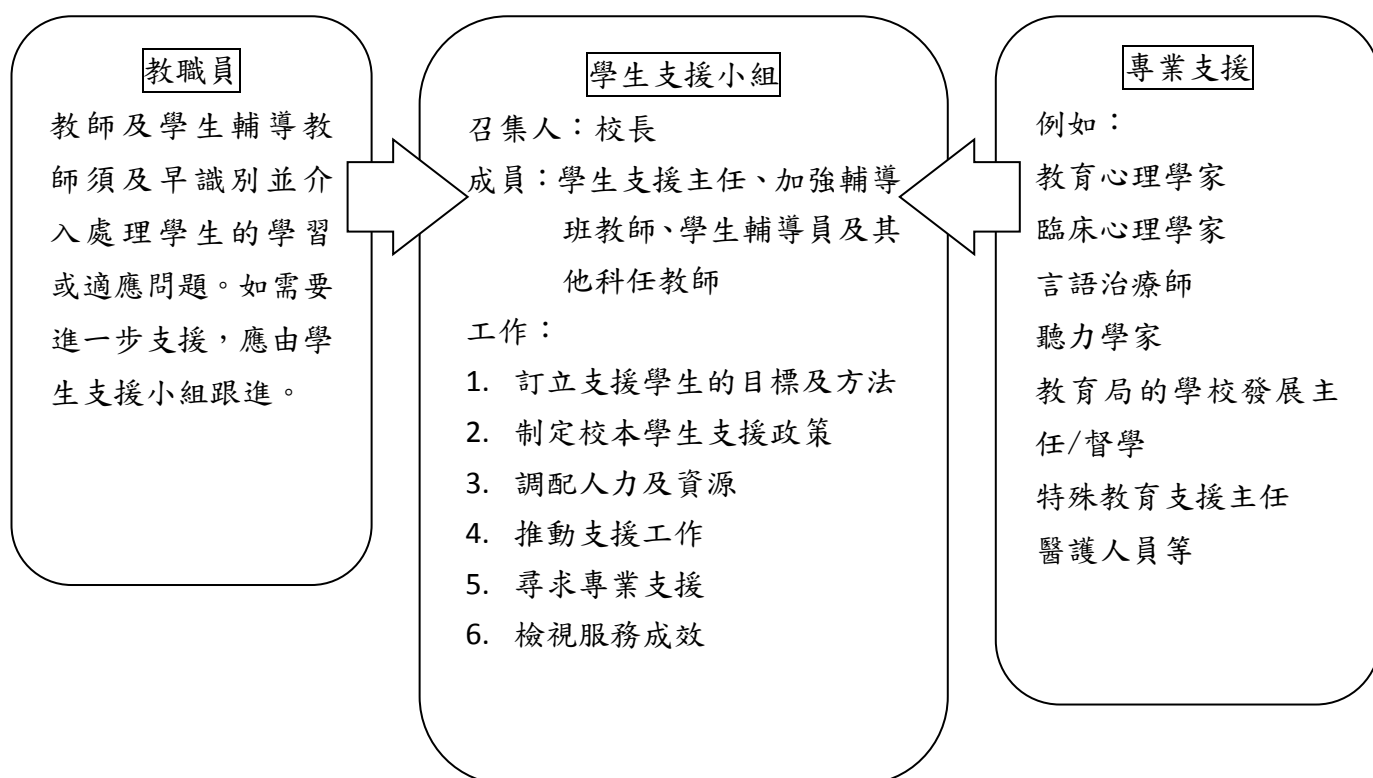 教職員
教師及學生輔導教
師須及早識別並介
入處理學生的學習
或適應問題。如需要
進一步支援，應由學
生支援小組跟進。
學生支援小組
召集人：校長
成員：學生支援主任、加強輔導
班教師、學生輔導員及其
他科任教師
工作：
1. 訂立支援學生的目標及方法
2. 制定校本學生支援政策
3. 調配人力及資源
4. 推動支援工作
5. 尋求專業支援
6. 檢視服務成效
專業支援
例如：
教育心理學家
臨床心理學家
言語治療師
聽力學家
教育局的學校發展主
任/督學
特殊教育支援主任
醫護人員等